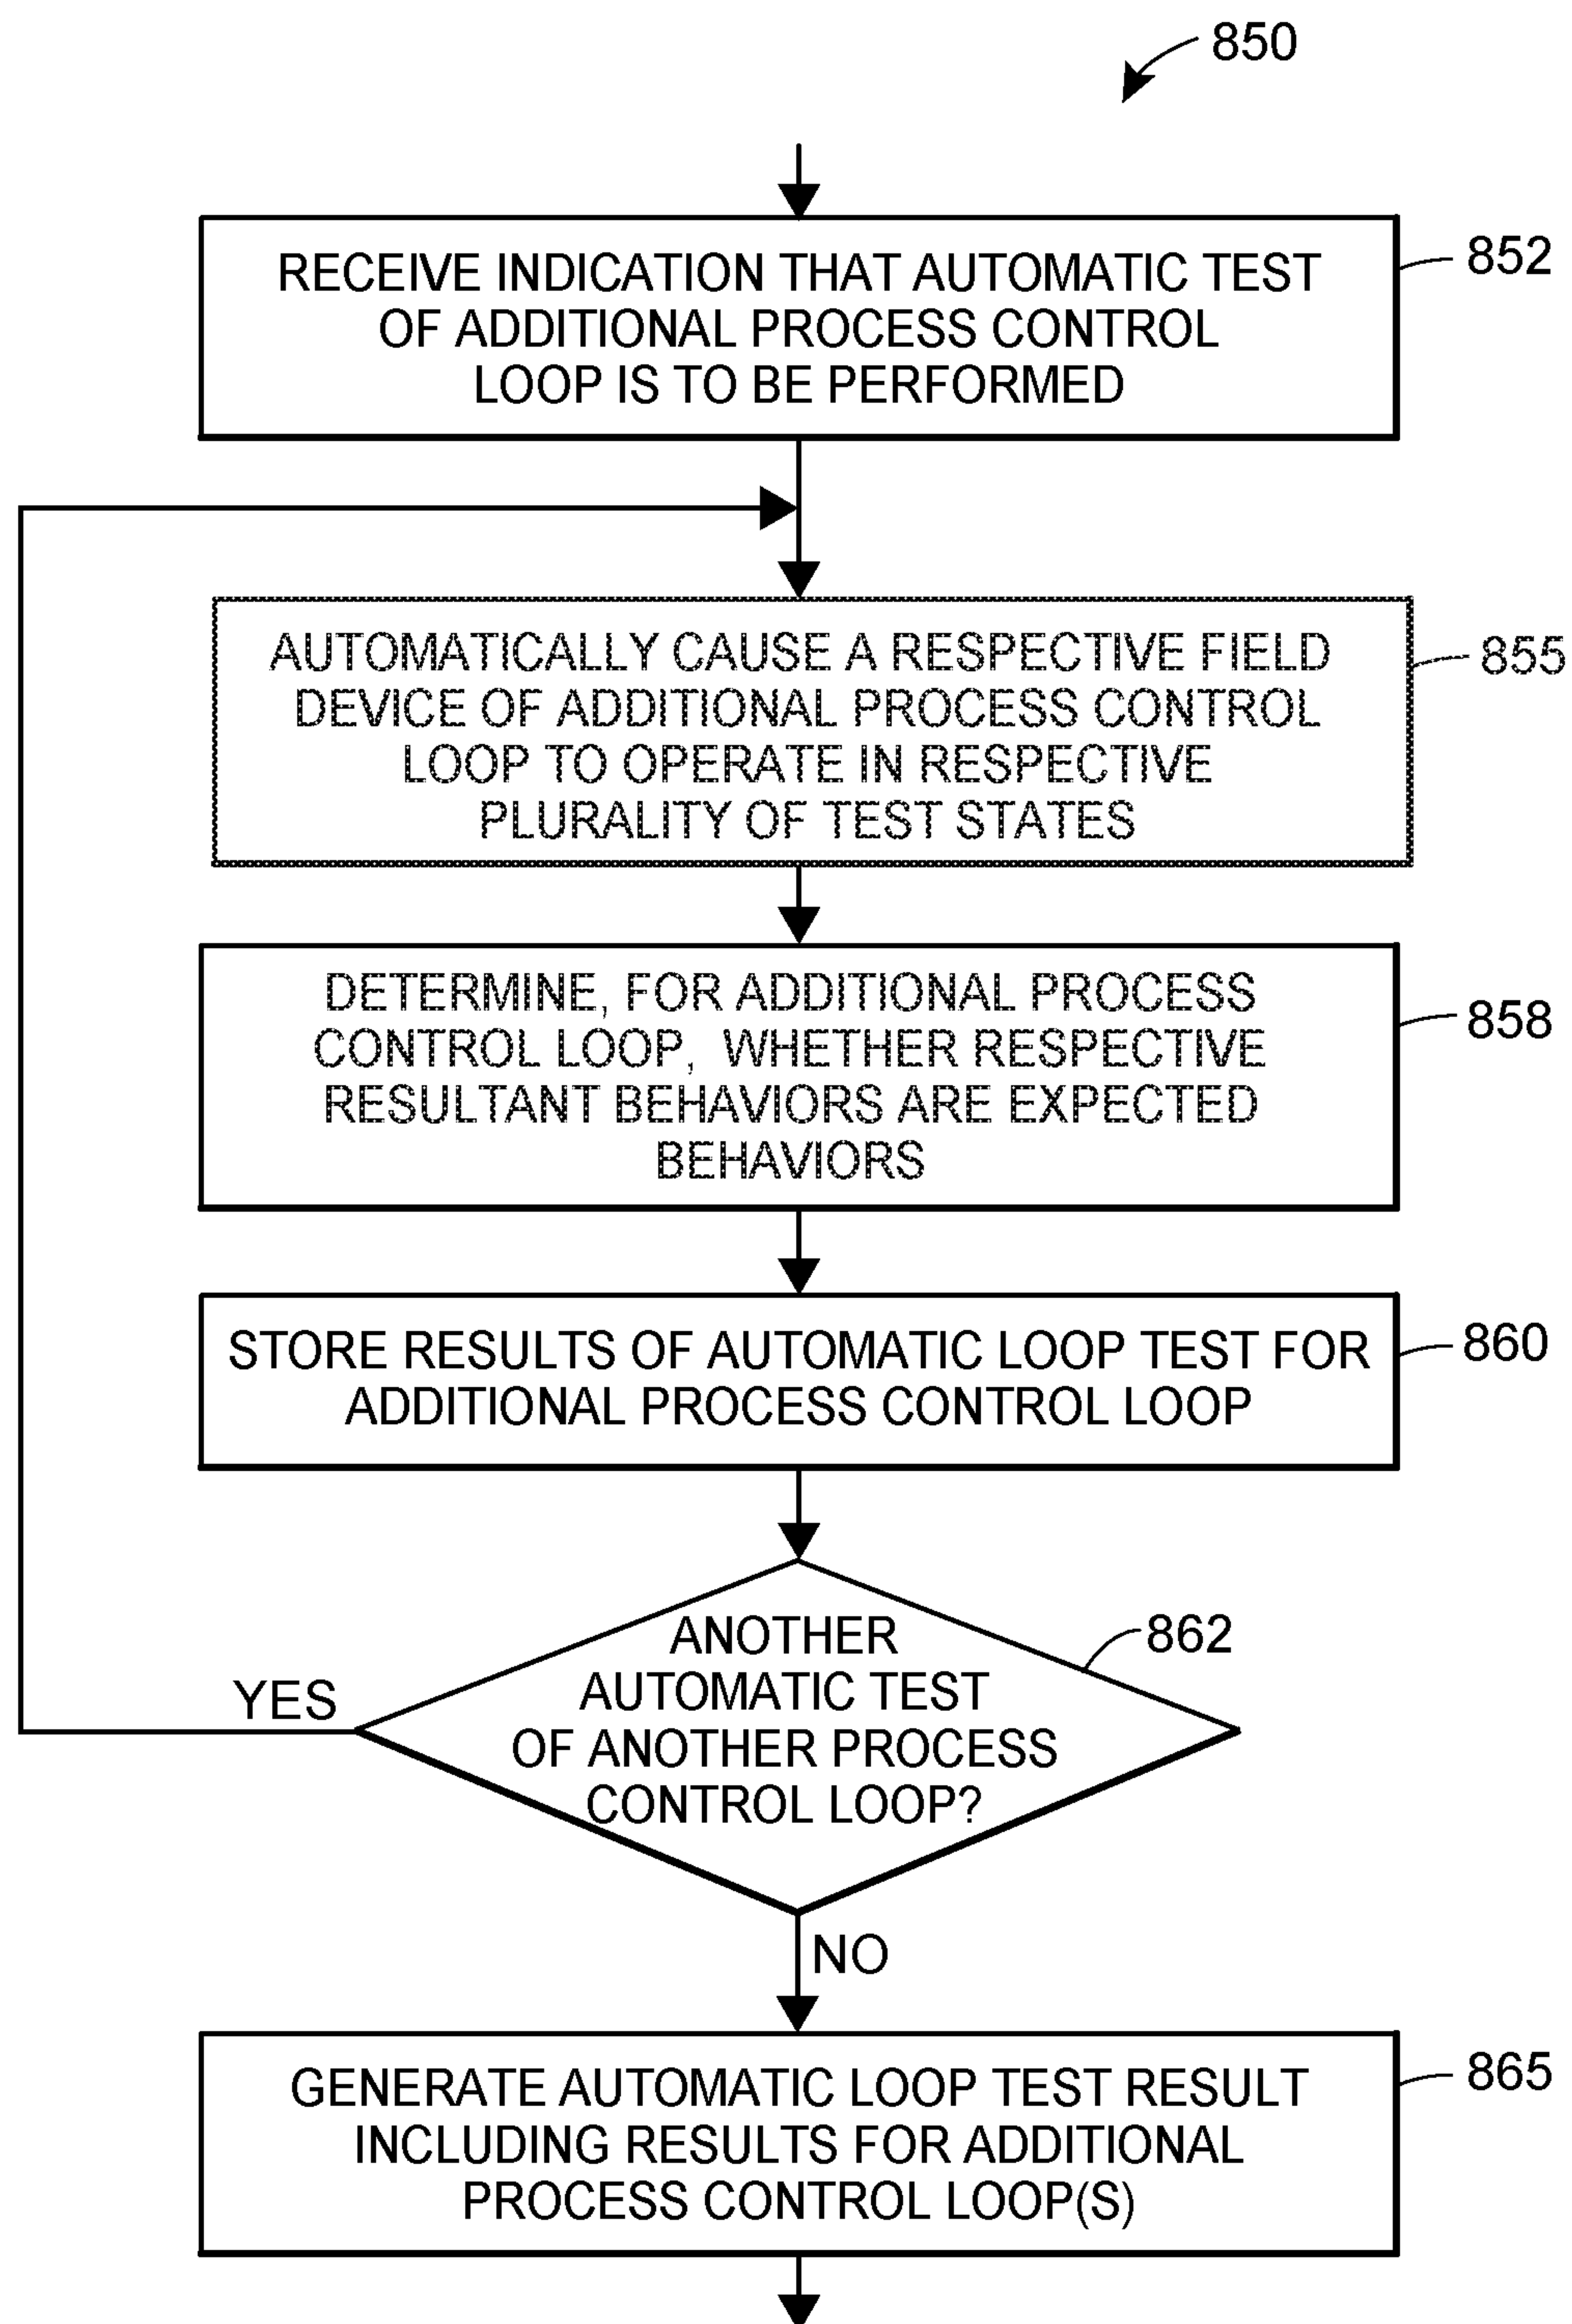 850
RECEIVE INDICATION THAT AUTOMATIC TEST
OF ADDITIONAL PROCESS CONTROL
LOOP IS TO BE PERFORMED
852
AUTOMATICALLY CAUSE A RESPECTIVE FIELD
DEVICE OF ADDITIONAL PROCESS CONTROL
LOOP TO OPERATE IN RESPECTIVE
PLURALITY OF TEST STATES
855
DETERMINE, FOR ADDITIONAL PROCESS
CONTROL LOOP, WHETHER RESPECTIVE
RESULTANT BEHAVIORS ARE EXPECTED
BEHAVIORS
858
STORE RESULTS OF AUTOMATIC LOOP TEST FOR
ADDITIONAL PROCESS CONTROL LOOP
860
ANOTHER
AUTOMATIC TEST
OF ANOTHER PROCESS
CONTROL LOOP?
862
YES
NO
GENERATE AUTOMATIC LOOP TEST RESULT
INCLUDING RESULTS FOR ADDITIONAL
PROCESS CONTROL LOOP(S)
865